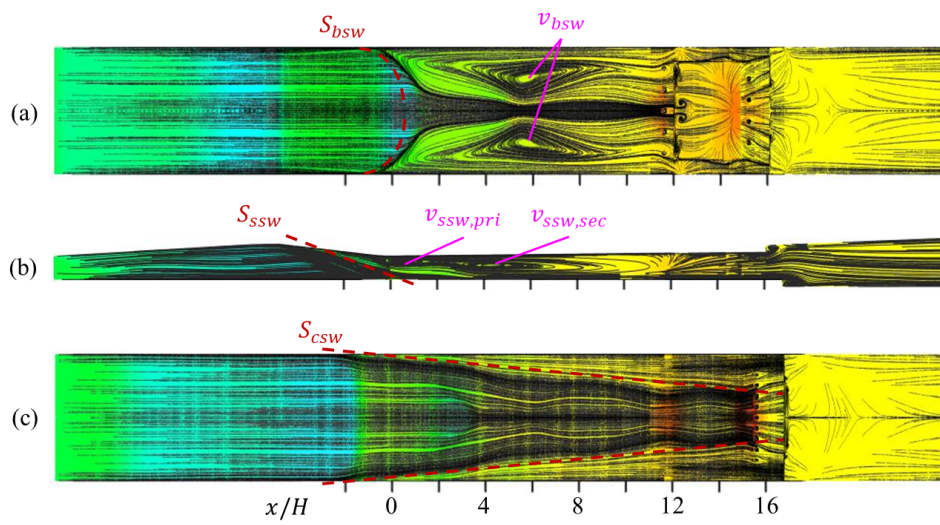 S_bsw
v_bsw
(a)
S_ssw
v_ssw,pri
v_ssw,sec
(b)
S_csw
(c)
x/H
0
4
8
12
16